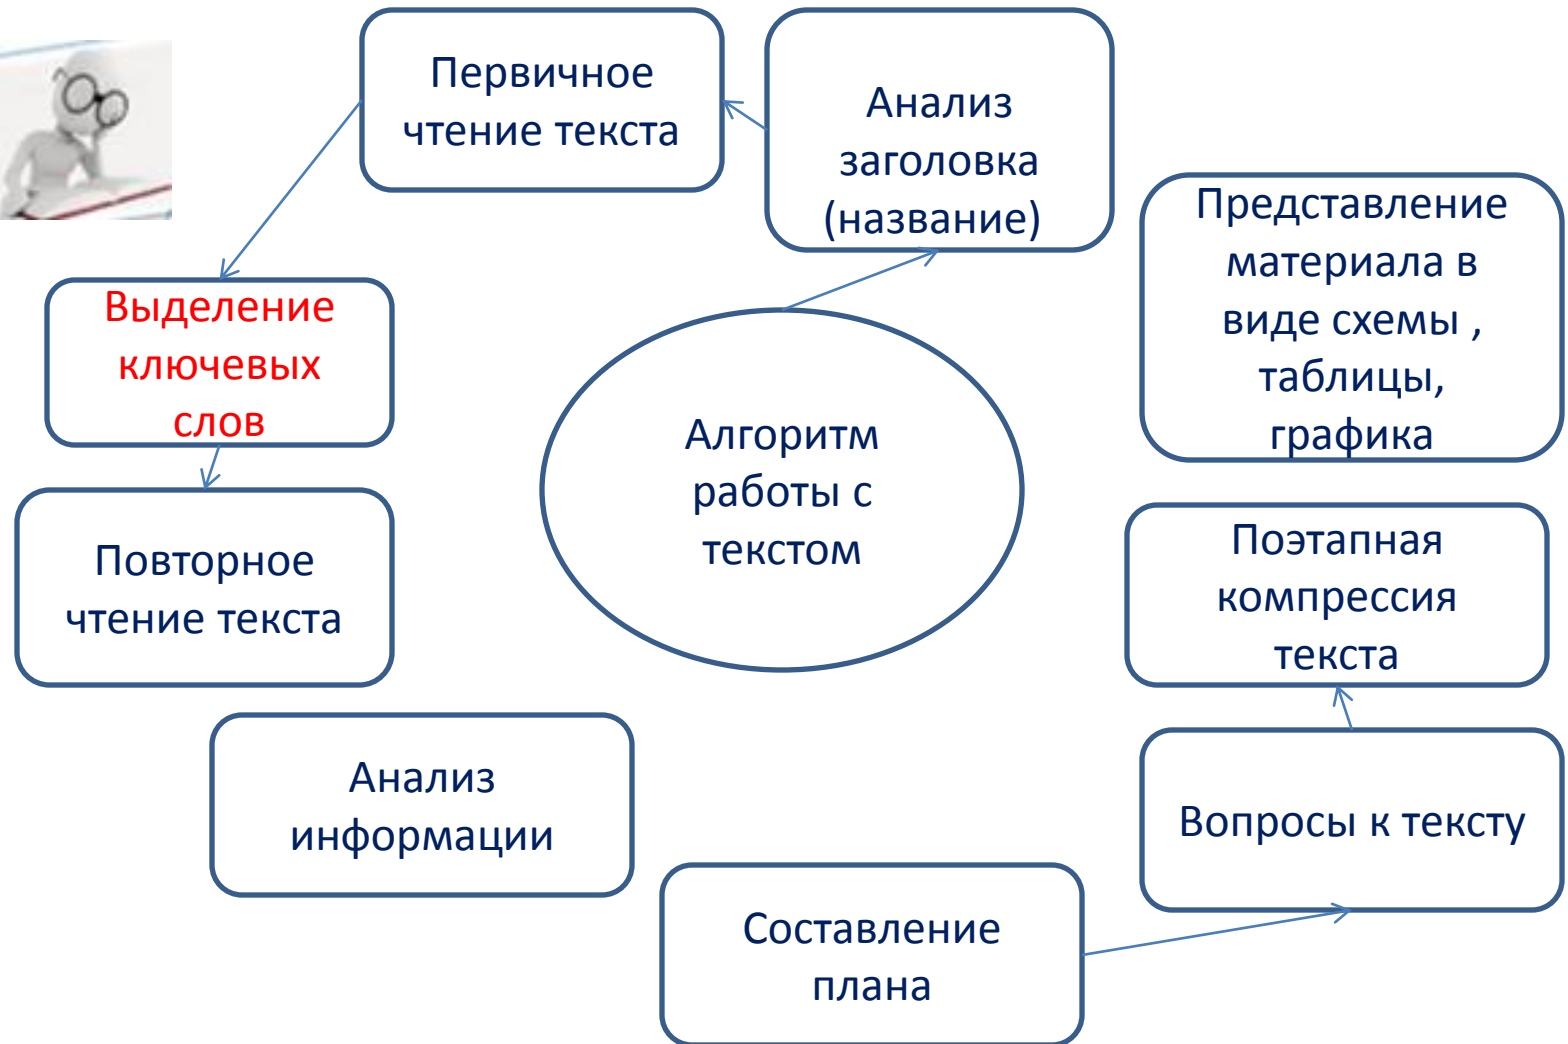 Первичное
чтение текста
Анализ
заголовка
(название)
Представление
материала в
виде схемы ,
таблицы,
графика
Выделение
ключевых
слов
Алгоритм
работы с
текстом
Повторное
чтение текста
Поэтапная
компрессия
текста
Анализ
информации
Вопросы к тексту
Составление
плана